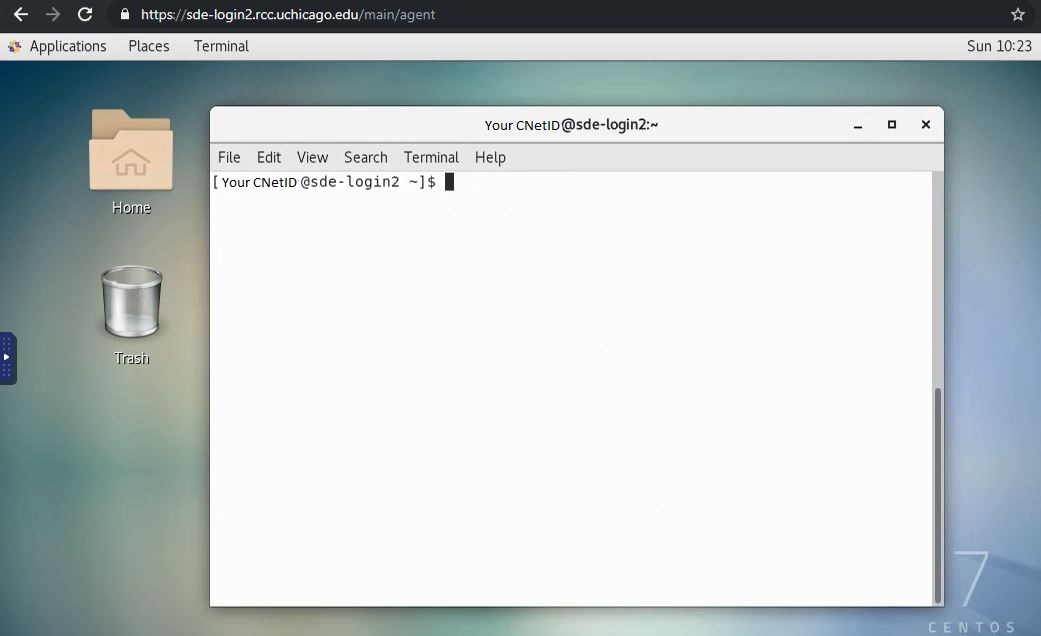 https://sde-login2.rcc.uchicago.edu/main/agent
Applications Places Terminal Sun 10:23
Your CNetID@sde-login2:~
File Edit View Search Terminal Help
[ Your CNetID @sde-login2 ~]$
Home
Trash
7
CENTOS